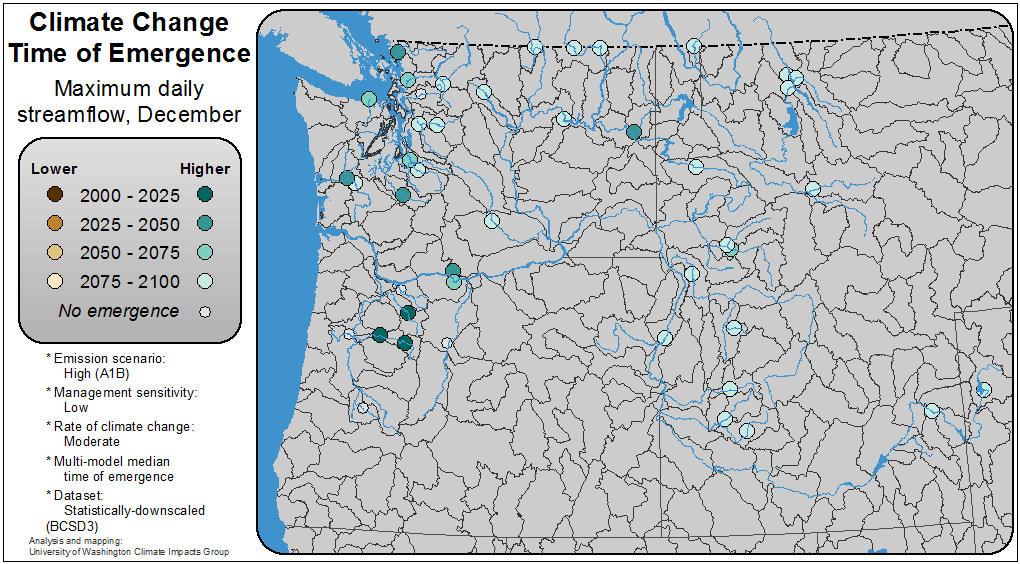 Climate Change
Time of Emergence
Maximum daily
streamflow, December
Lower Higher
2000 - 2025
2025 - 2050
2050 - 2075
2075 - 2100
No emergence
* Emission scenario:
High (A1B)
* Management sensitivity:
Low
* Rate of climate change:
Moderate
* Multi-model median
time of emergence
* Dataset:
Statistically-downscaled
(BCSD3)
Analysis and mapping:
University of Washington Climate Impacts Group